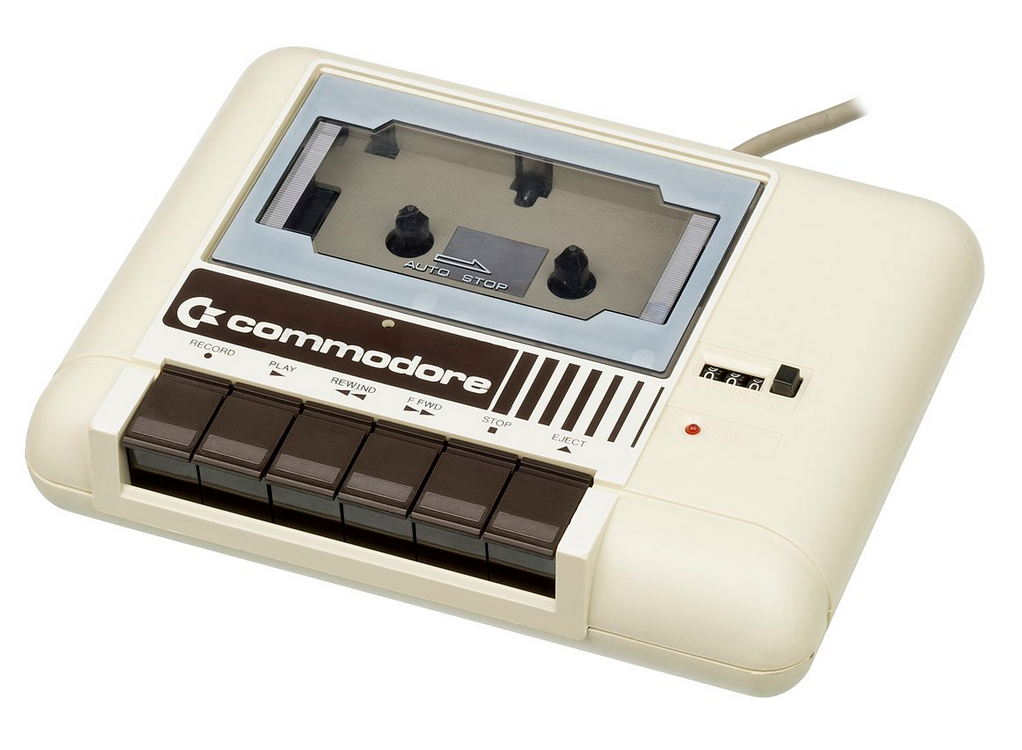 AUTO STOP
commodore
RECORD
PLAY
REWIND
F.FWD
STOP
EJECT